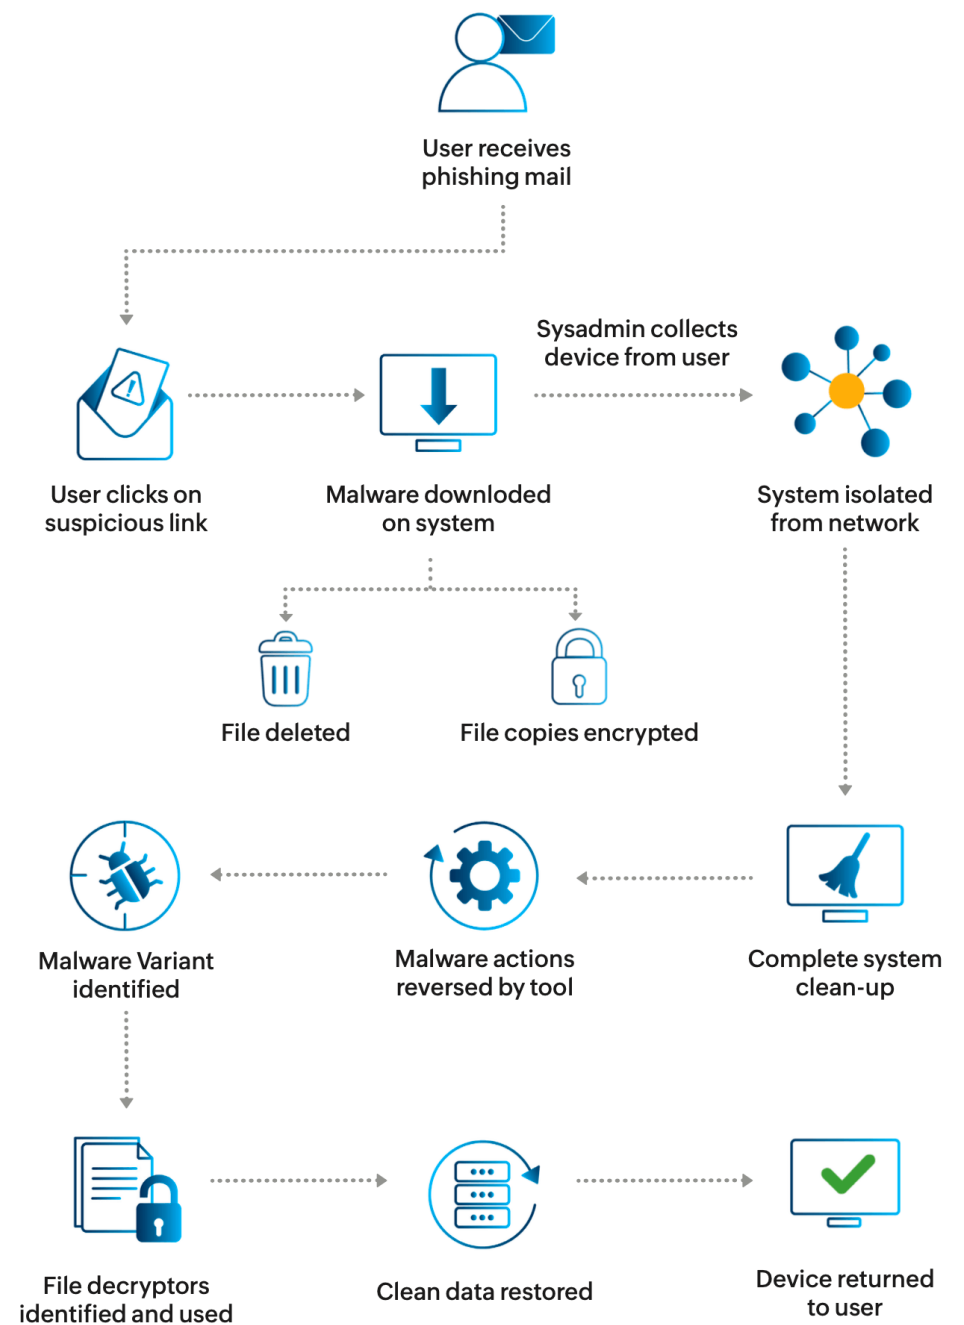 User receives
phishing mail
Sysadmin collects
device from user
User clicks on
suspicious link
Malware downloded
on system
System isolated
from network
File deleted
File copies encrypted
Malware Variant
identified
Malware actions
reversed by tool
Complete system
clean-up
File decryptors
identified and used
Clean data restored
Device returned
to user